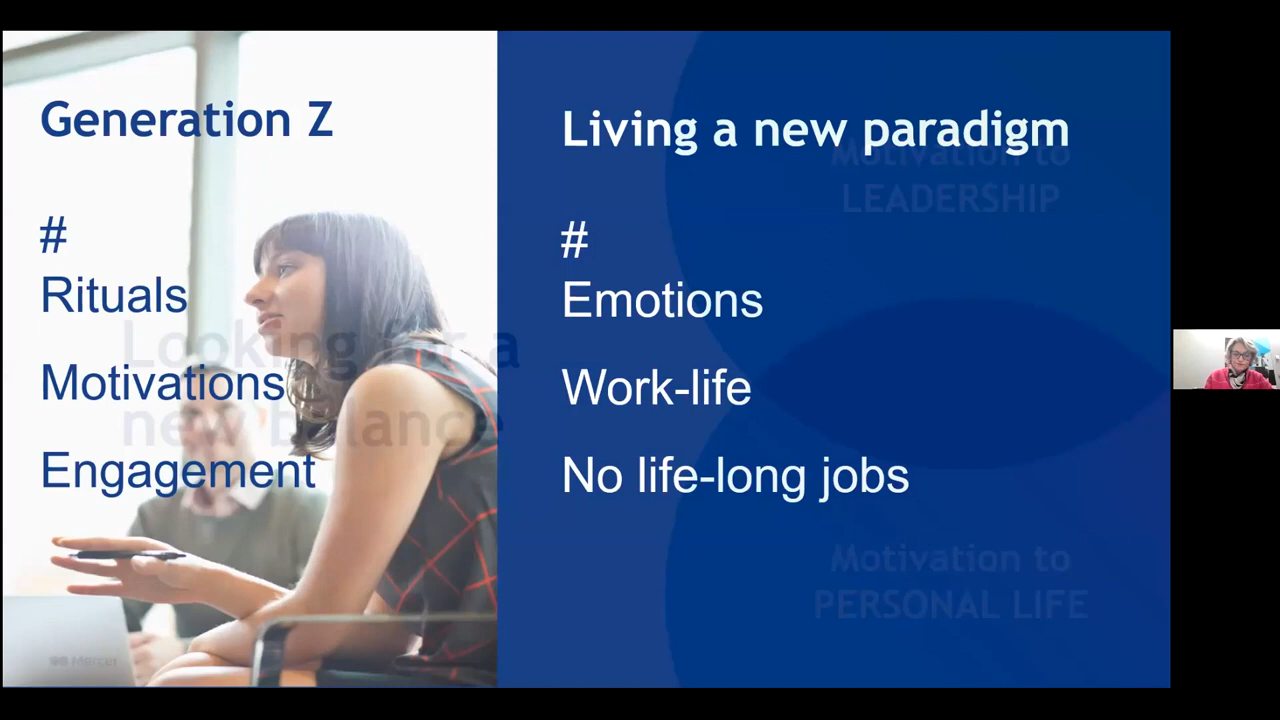 Generation Z
#
Rituals
Motivations
Engagement
Looking for a
new balance
Living a new paradigm
#
Emotions
Work-life
No life-long jobs
Motivation to
LEADERSHIP
Motivation to
PERSONAL LIFE
Mercer